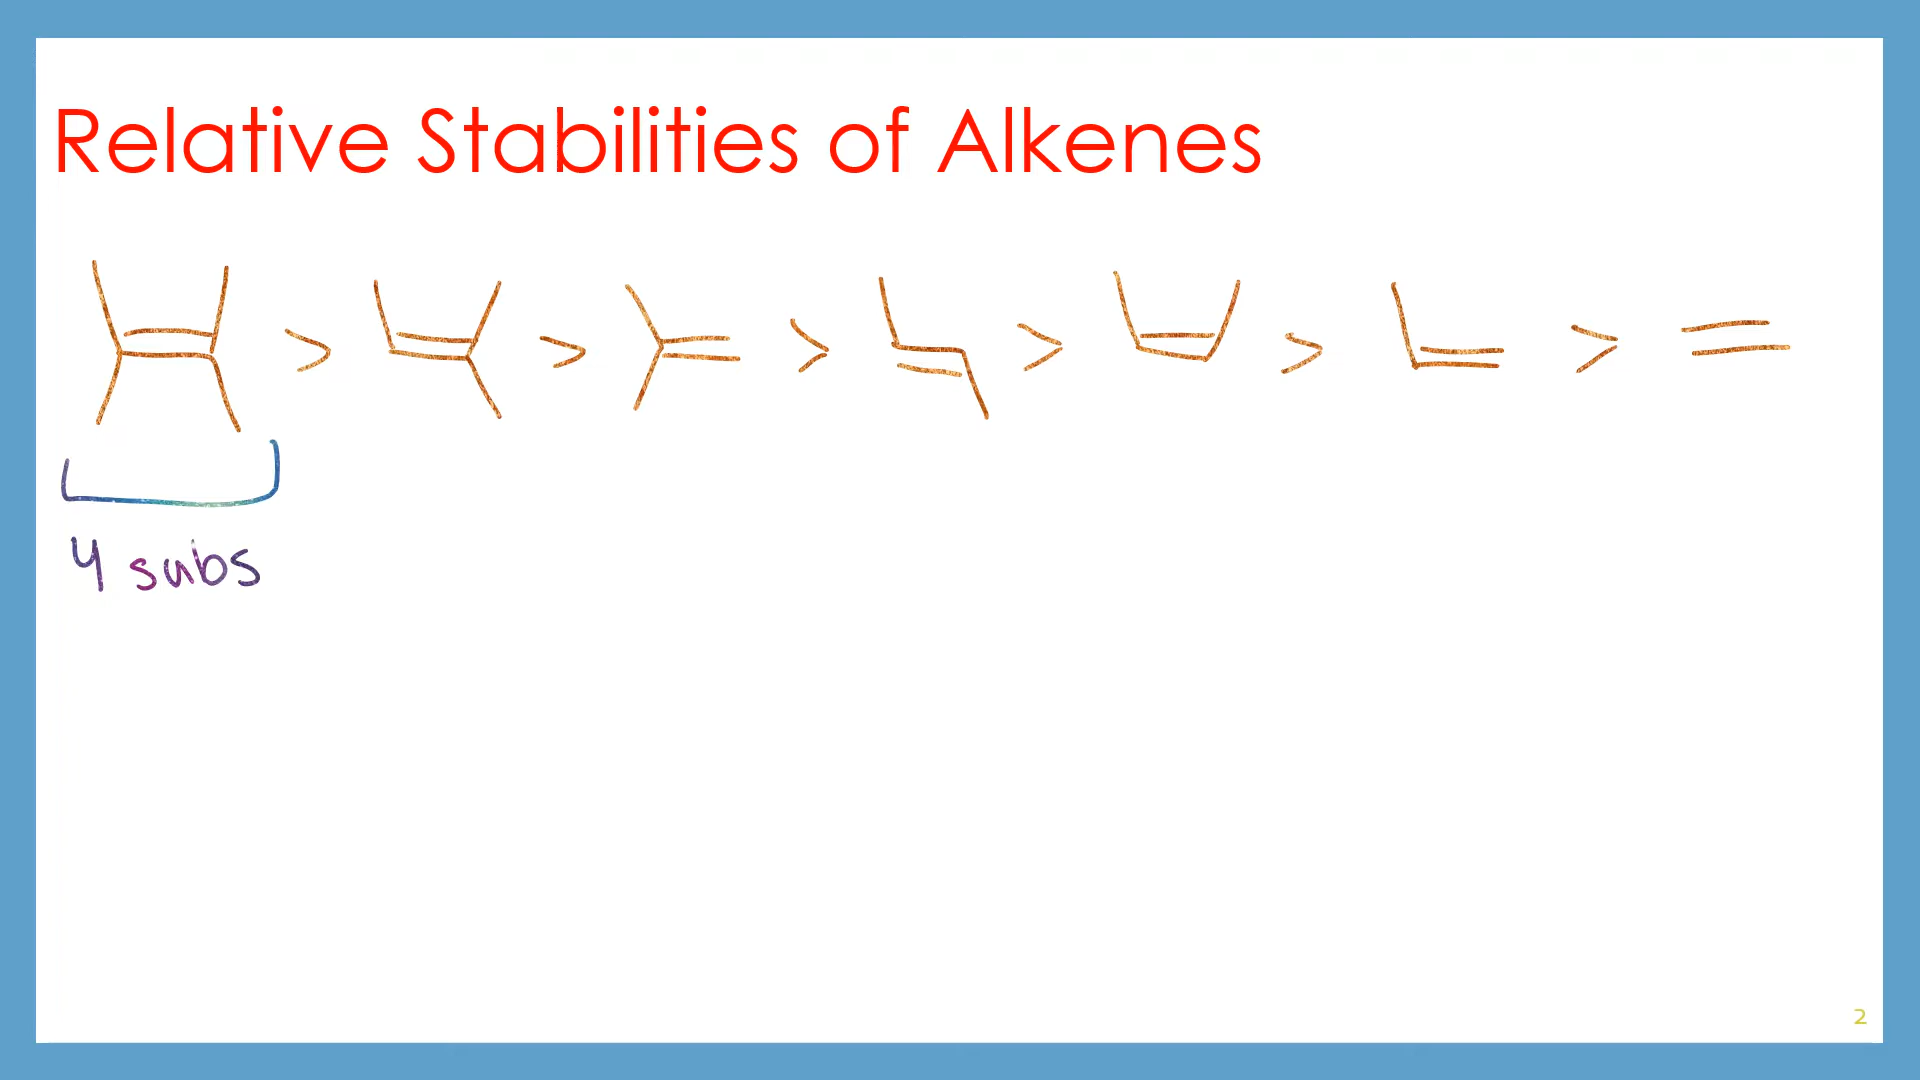 Relative Stabilities of Alkenes
> > > > > >
4 subs
2